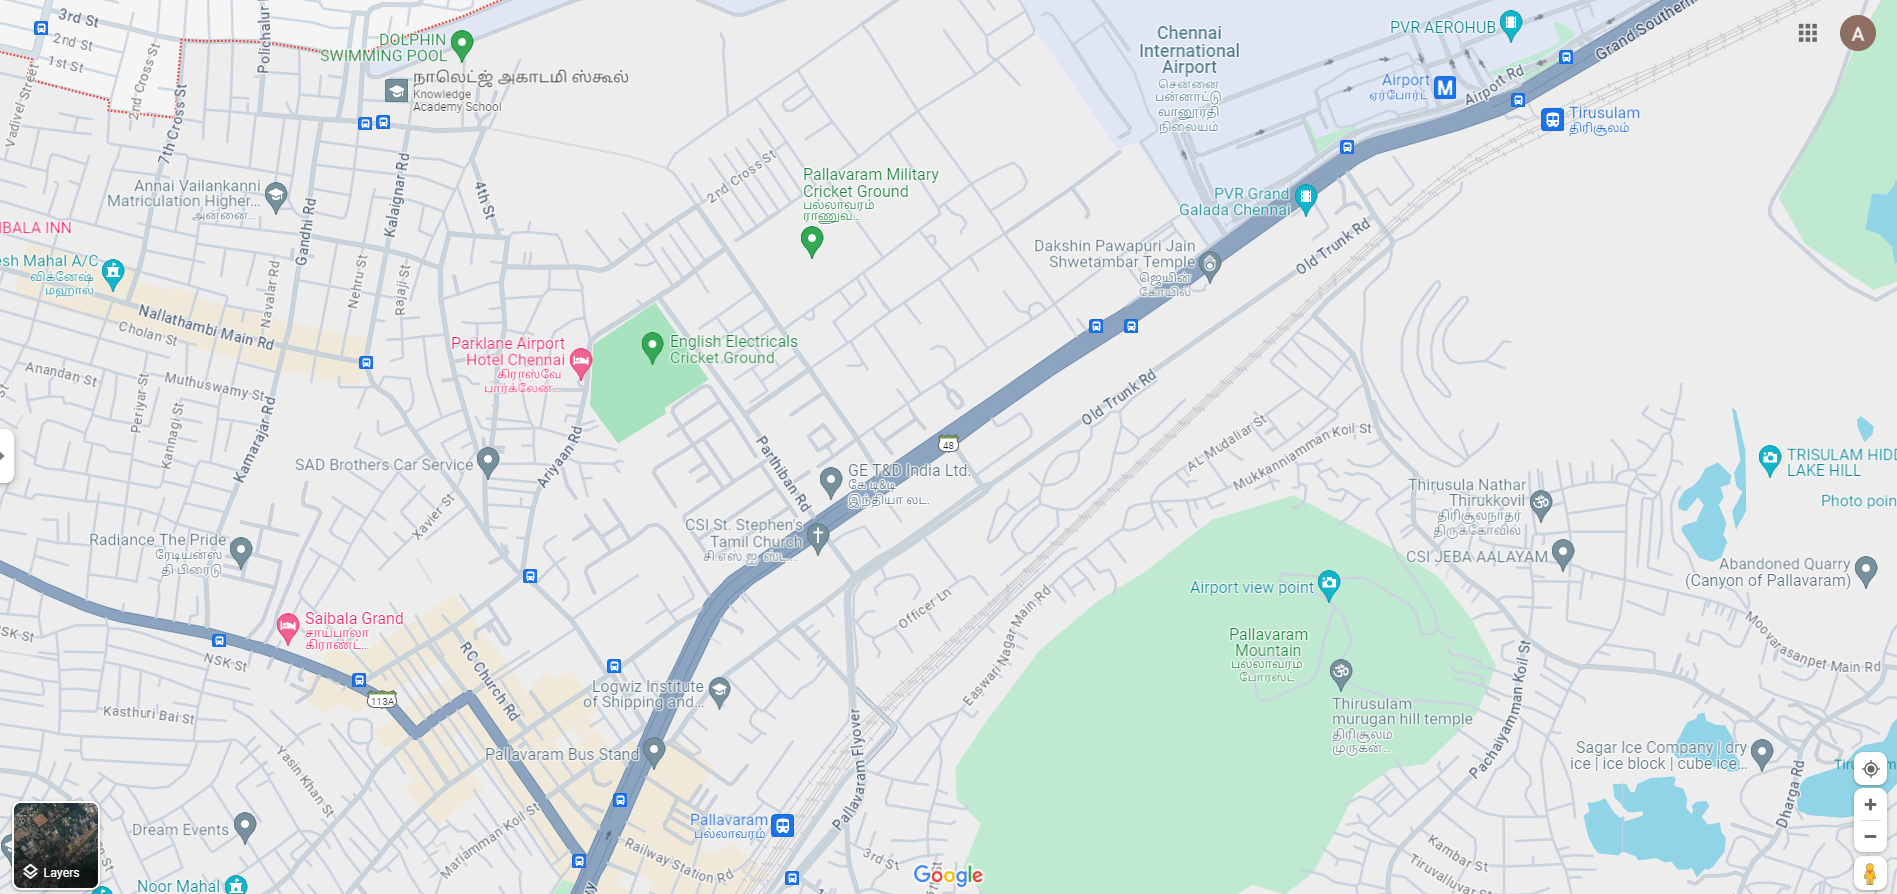 3rd St
2nd St
1st St
Vadivel Street
2nd Cross St
7th Cross St
Polichalur
DOLPHIN
SWIMMING POOL
நாலெட்ஜ் அகாடமி ஸ்கூல்
Knowledge
Academy School
Chennai
International
Airport
சென்னை
பன்னாட்டு
வானூர்தி
நிலையம்
PVR AEROHUB
Grand Southern
A
Airport
ஏர்போர்ட்
M
Airport Rd
Tirusulam
திரிசூலம்
Annai Vailankanni
Matriculation Higher...
அன்னை...
Gandhi Rd
Kalaignar Rd
4th St
2nd Cross St
Pallavaram Military
Cricket Ground
பல்லாவரம்
ராணுவ...
PVR Grand
Galada Chennai
IBALA INN
esh Mahal A/C
விக்னேஷ்
மஹால்
Nallathambi Main Rd
Cholan St
Navalar Rd
Nehru St
Rajaji St
Dakshin Pawapuri Jain
Shwetambar Temple
ஜெயின்
கோயில்
Old Trunk Rd
Parklane Airport
Hotel Chennai
கிராஸ்வே
பார்க்லேன்...
English Electricals
Cricket Ground
Anandan St
Muthuswamy St
Periyar St
Kannagi St
Kamarajar Rd
Old Trunk Rd
48
SAD Brothers Car Service
Ariyaan Rd
Parthiban Rd
GE T&D India Ltd.
கே டி&டி
இந்தியா லட்.
AL Mudaliar St
Mukkanniamman Koil St
TRISULAM HIDD
LAKE HILL
Photo poin
Xavier St
CSI St. Stephen's
Tamil Church
சி.எஸ் ஐ ஸ்ட்...
Thirusula Nathar
Thirukkovil
திரிசூலநாதர்
திருக்கோவில்
CSI JEBA AALAYAM
Radiance The Pride
ரேடியன்ஸ்
தி பிரைடு
Abandoned Quarry
(Canyon of Pallavaram)
Airport view point
Officer Ln
Easwari Nagar Main Rd
Saibala Grand
சாய்பாலா
கிராண்ட்...
NSK St
NSK St
RC Church Rd
Pallavaram
Mountain
பல்லாவரம்
போரஸ்ட்
Moovarasanpet Main Rd
Pachaiyamman Koil St
113A
Logwiz Institute
of Shipping and...
Thirusulam
murugan hill temple
திரிசூலம்
முருகன்...
Kasthuri Bai St
Yasin Khan St
Pallavaram Bus Stand
Pallavaram Flyover
Sagar Ice Company | dry
ice | ice block | cube ice...
Dharga Rd
Dream Events
Mariamman Koil St
Pallavaram
பல்லாவரம்
Railway Station Rd
3rd St
Kambar St
Tiruvalluvar St
Layers
Noor Mahal
Google